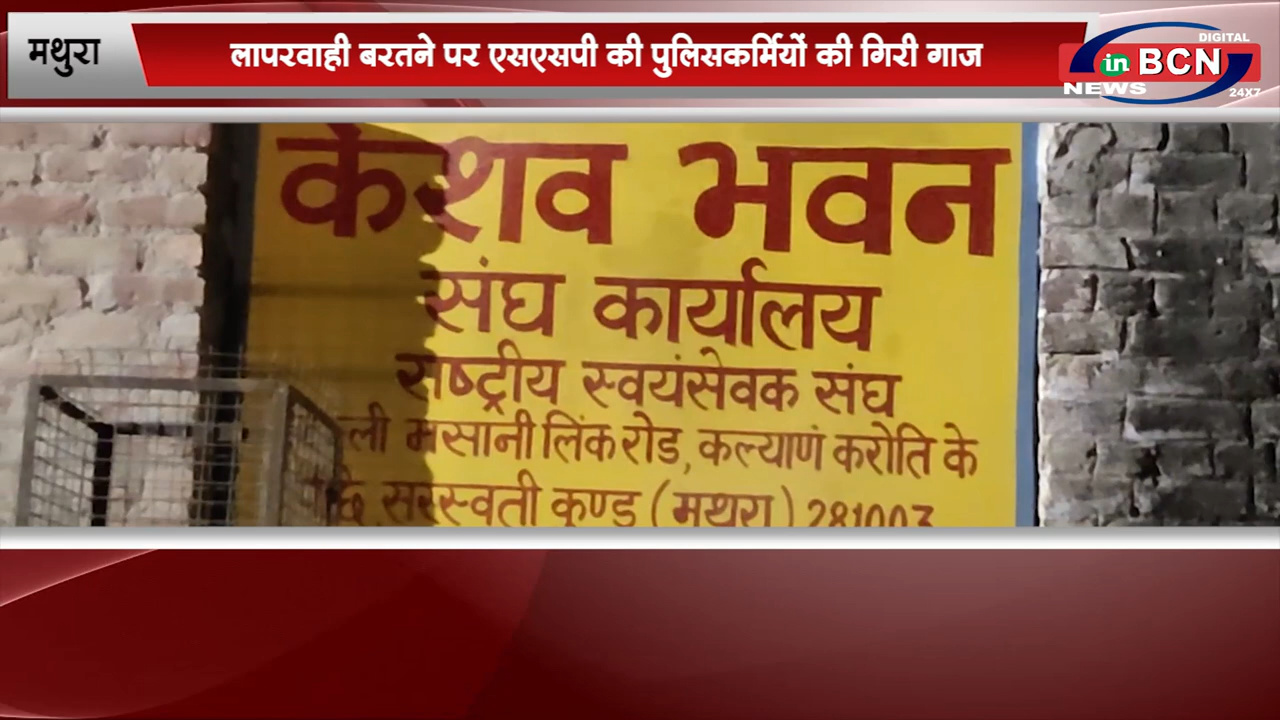 मथुरा
लापरवाही बरतने पर एसएसपी की पुलिसकर्मियों की गिरी गाज
DIGITAL
in BCN
NEWS
24X7
केशव भवन
संघ कार्यालय
राष्ट्रीय स्वयंसेवक संघ
मसानी लिंक रोड, कल्याणं करोति के
सरस्वती कुण्ड (मथुरा) 281003